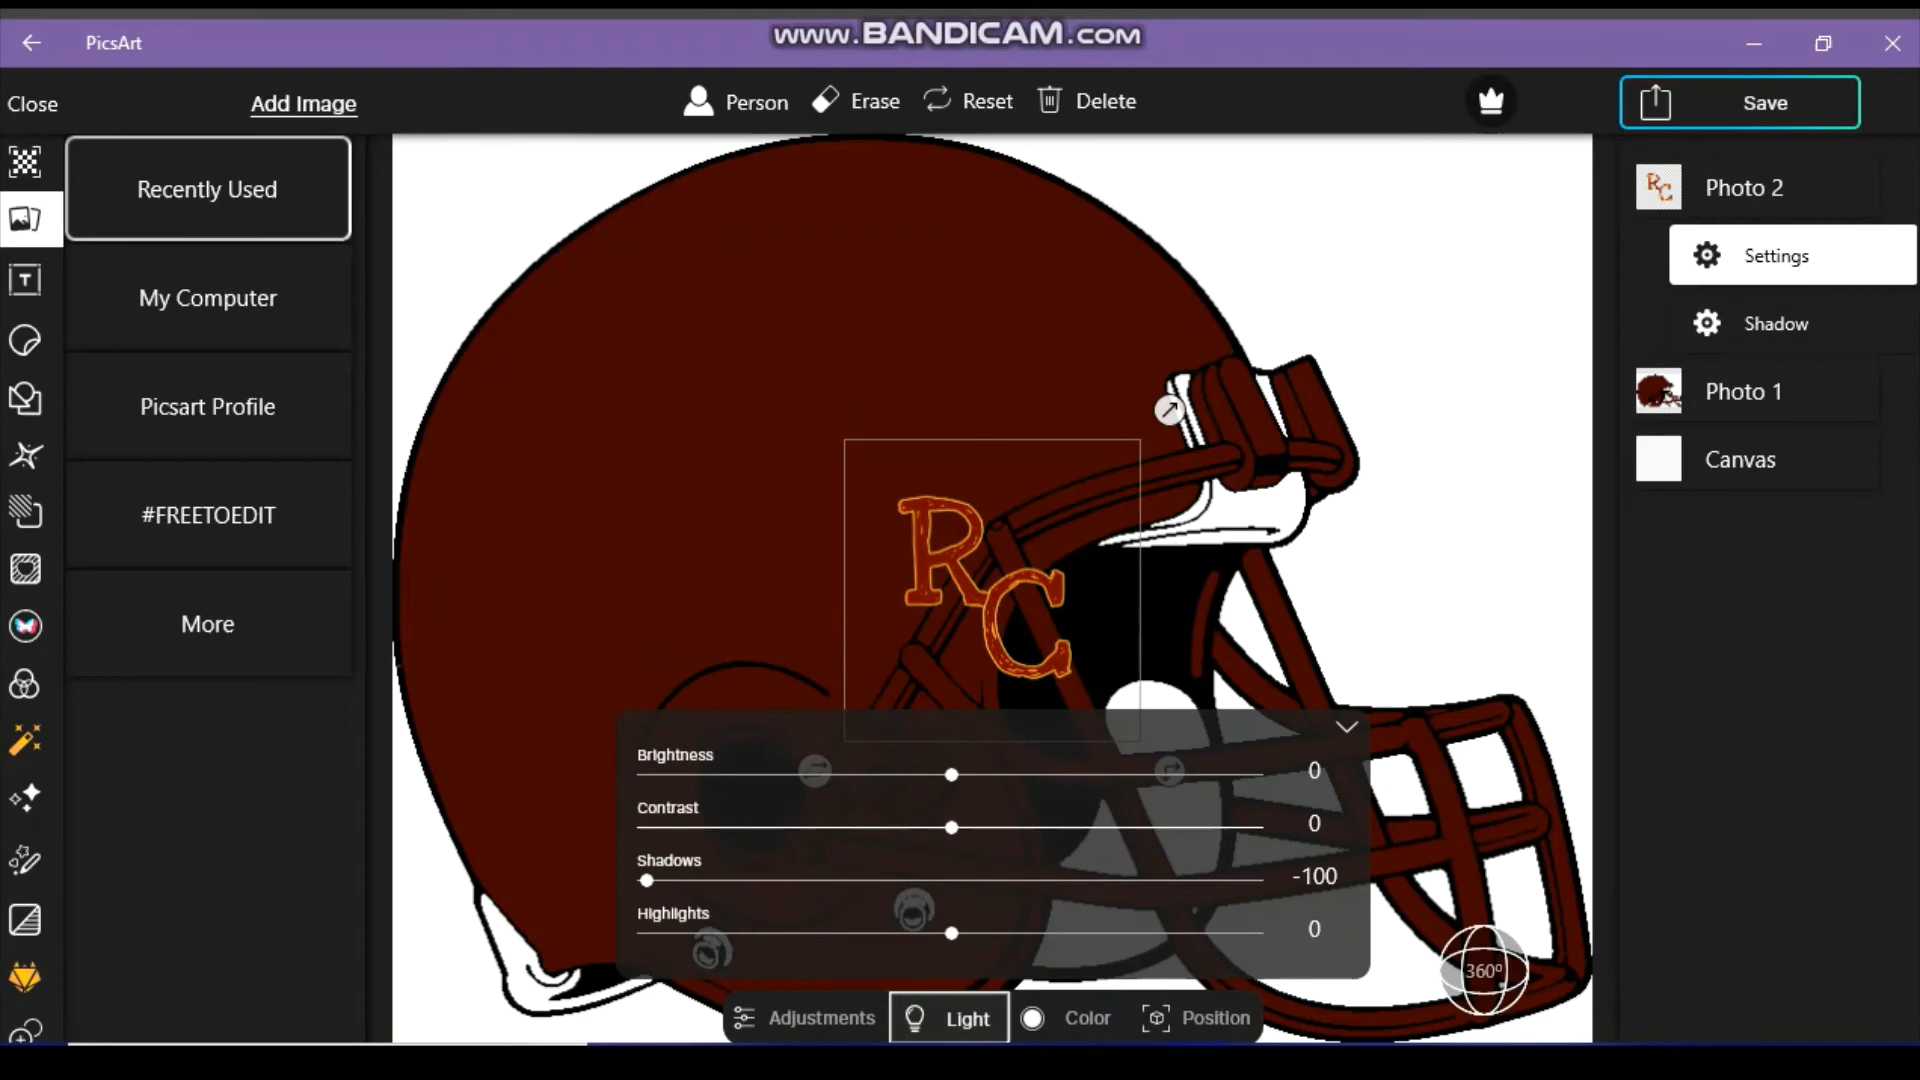 www.BANDICAM.com
PicsArt
Close
Add Image
Person
Erase
Reset
Delete
Save
Recently Used
My Computer
Picsart Profile
#FREETOEDIT
More
Photo 2
Settings
Shadow
Photo 1
Canvas
RC
Brightness
0
Contrast
0
Shadows
-100
Highlights
0
360º
Adjustments
Light
Color
Position